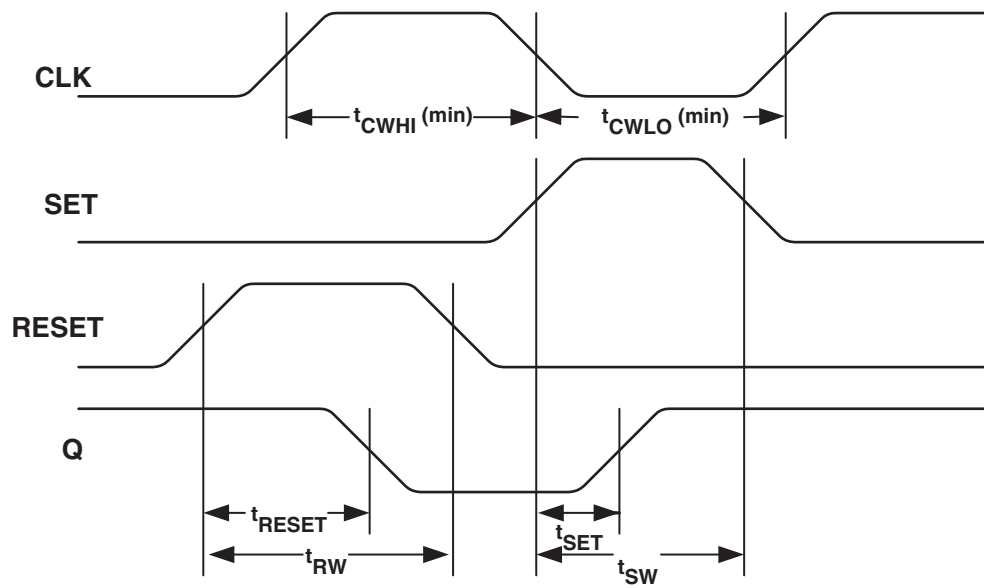 CLK
tCWHI (min)
tCWLO (min)
SET
RESET
Q
tRESET
tSET
tRW
tSW